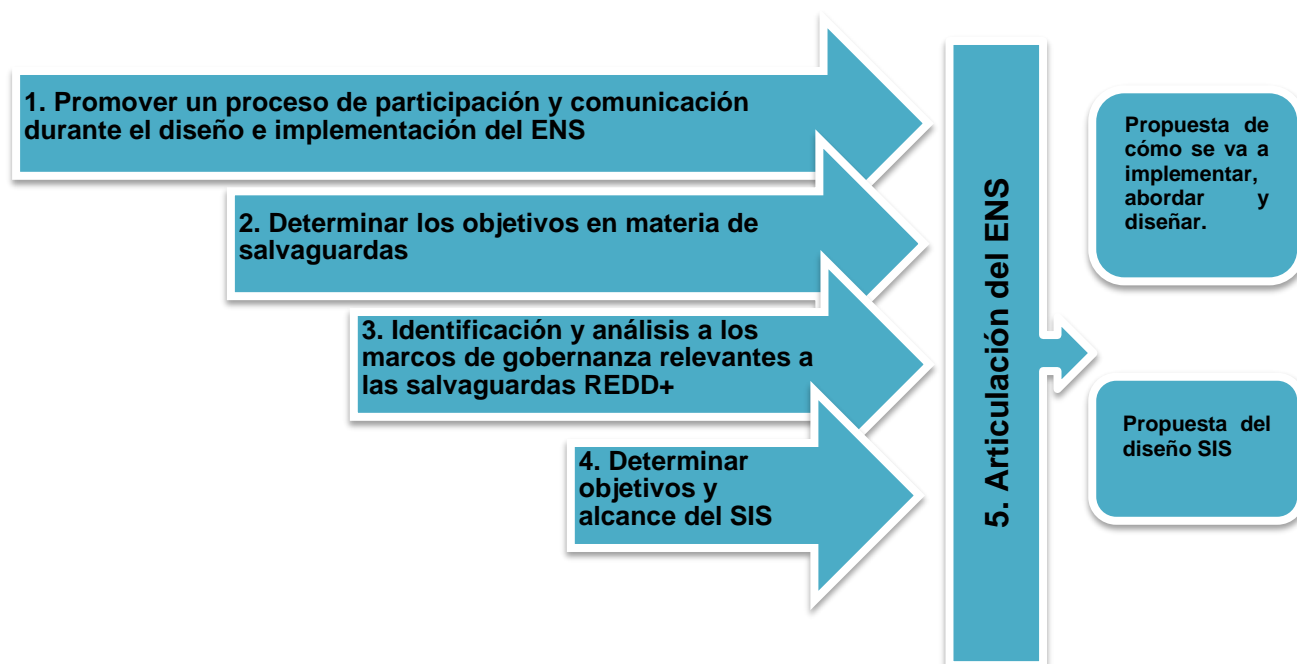 1. Promover un proceso de participación y comunicación
durante el diseño e implementación del ENS
2. Determinar los objetivos en materia de
salvaguardas
3. Identificación y análisis a los
marcos de gobernanza relevantes a
las salvaguardas REDD+
4. Determinar
objetivos y
alcance del SIS
5. Articulación del ENS
Propuesta de
cómo se va a
implementar,
abordar y
diseñar.
Propuesta del
diseño SIS